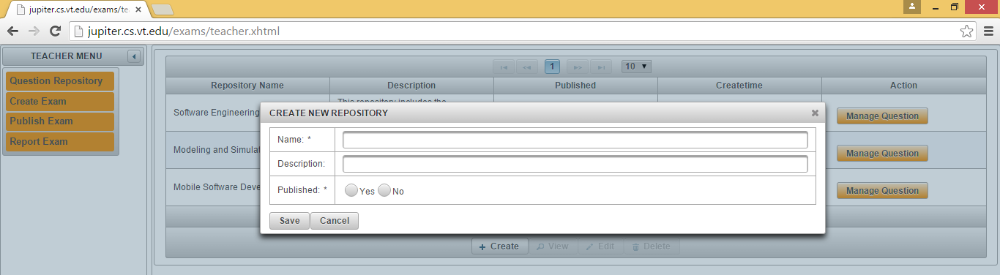 jupiter.cs.vt.edu/exams/te
jupiter.cs.vt.edu/exams/teacher.xhtml
TEACHER MENU
Question Repository
Create Exam
Publish Exam
Report Exam
1
10
Repository Name Description Published Createtime Action
This repository includes the
Software Engineering
Manage Question
Modeling and Simulat
Manage Question
Mobile Software Deve
Manage Question
CREATE NEW REPOSITORY
Name: *
Description:
Published: * Yes No
Save Cancel
+ Create View Edit Delete